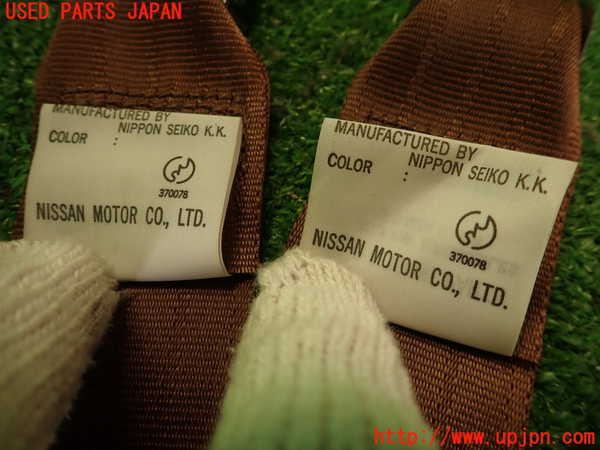 USED PARTS JAPAN
MANUFACTURED BY
NIPPON SEIKO K.K.
COLOR :
370078
NISSAN MOTOR CO., LTD.
MANUFACTURED BY
NIPPON SEIKO K.K.
COLOR :
370078
NISSAN MOTOR CO., LTD.
http://www.upjpn.com/